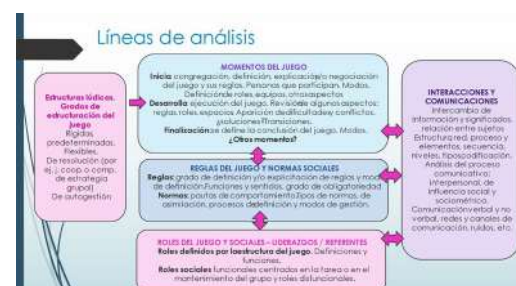 Líneas de análisis
Estructuras lúdicas.
Grados de
estructuración del
juego
Rígidas,
predeterminadas.
Flexibles.
De resolución (por
ej. j. coop o comp.
de estrategia
grupal)
De autogestión
MOMENTOS DEL JUEGO
Inicia: congregación, definición, explicación y/o negociación
del juego y sus reglas. Personas que participan. Modos.
Definición de roles, equipos, otros aspectos
Desarrolla: ejecución del juego. Revisión de algunos aspectos:
reglas, roles, espacios. Aparición de dificultades y conflictos,
¿soluciones? Transiciones.
Finalización: se define la conclusión del juego. Modos.
¿Otros momentos?
REGLAS DEL JUEGO Y NORMAS SOCIALES
Reglas: grado de definición y/o explicitación de reglas y modo
de definición. Funciones y sentidos, grado de obligatoriedad
Normas: pautas de comportamiento. Tipos de normas, de
asimilación, procesos de definición y modos de gestión.
ROLES DEL JUEGO Y SOCIALES – LIDERAZGOS / REFERENTES
Roles definidos por la estructura del juego. Definiciones y
funciones.
Roles sociales: funcionales centrados en la tarea o en el
mantenimiento del grupo y roles disfuncionales.
INTERACCIONES Y
COMUNICACIONES
Intercambio de
Información y significados,
relación entre sujetos
Estructura red, proceso y
elementos, secuencia,
niveles, tipos codificación.
Análisis del proceso
comunicativo:
Interpersonal, de
influencia social y
sociométrico.
Comunicación verbal y no
verbal, redes y canales de
comunicación, ruidos, etc.